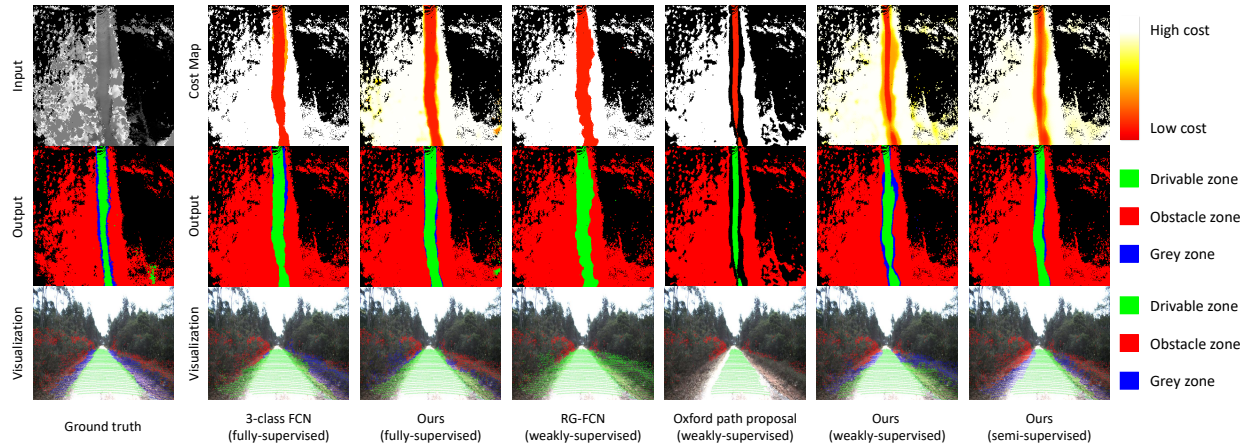 Input
Cost Map
High cost
Low cost
Output
Output
Drivable zone
Obstacle zone
Grey zone
Visualization
Visualization
Drivable zone
Obstacle zone
Grey zone
Ground truth
3-class FCN
(fully-supervised)
Ours
(fully-supervised)
RG-FCN
(weakly-supervised)
Oxford path proposal
(weakly-supervised)
Ours
(weakly-supervised)
Ours
(semi-supervised)